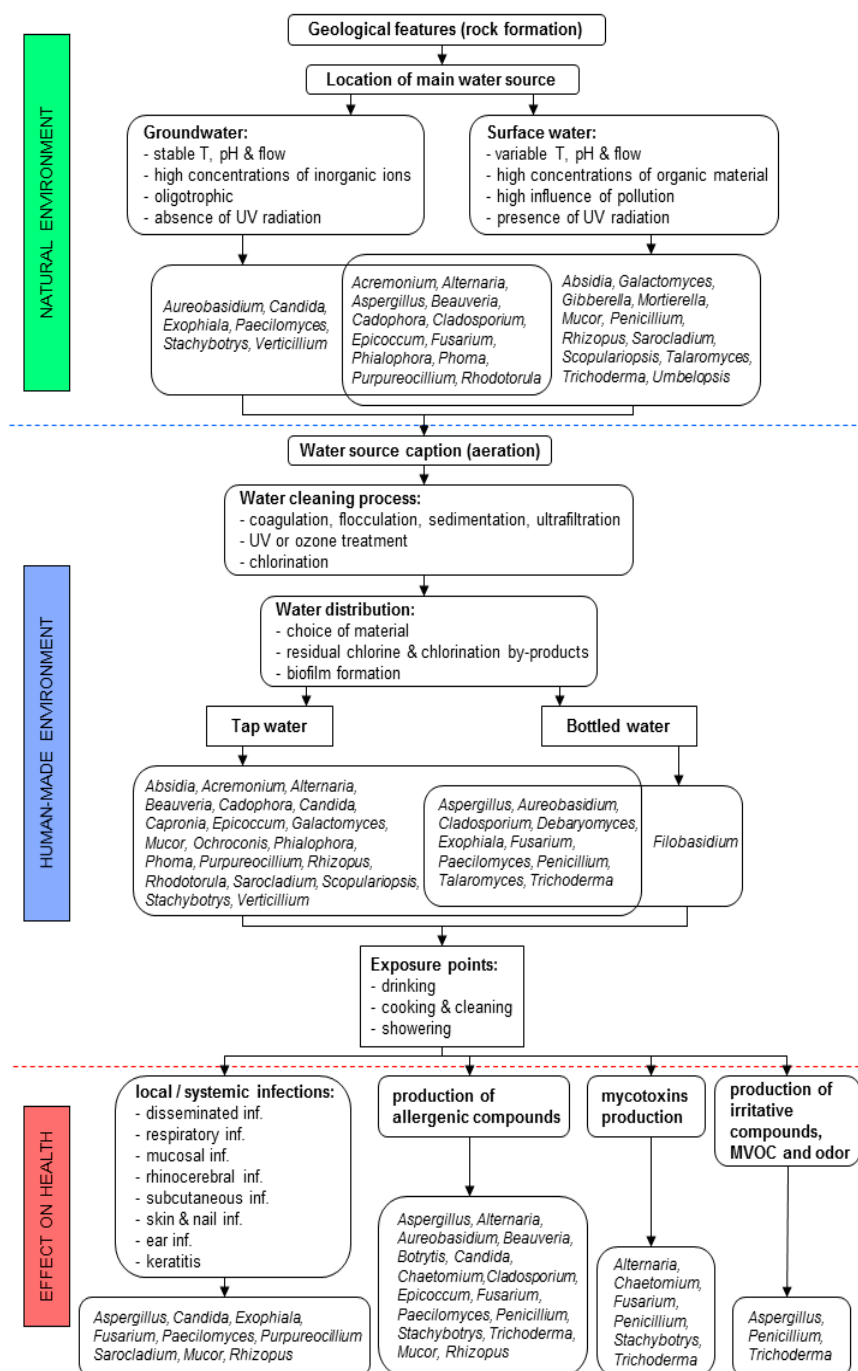 Geological features (rock formation)
Location of main water source
NATURAL ENVIRONMENT
Groundwater:
- stable T, pH & flow
- high concentrations of inorganic ions
- oligotrophic
- absence of UV radiation
Surface water:
- variable T, pH & flow
- high concentrations of organic material
- high influence of pollution
- presence of UV radiation
Aureobasidium, Candida,
Exophiala, Paecilomyces,
Stachybotrys, Verticillium
Acremonium, Alternaria,
Aspergillus, Beauveria,
Cadophora, Cladosporium,
Epicoccum, Fusarium,
Phialophora, Phoma,
Purpureocillium, Rhodotorula
Absidia, Galactomyces,
Gibberella, Mortierella,
Mucor, Penicillium,
Rhizopus, Sarocladium,
Scopulariopsis, Talaromyces,
Trichoderma, Umbelopsis
HUMAN-MADE ENVIRONMENT
Water source caption (aeration)
Water cleaning process:
- coagulation, flocculation, sedimentation, ultrafiltration
- UV or ozone treatment
- chlorination
Water distribution:
- choice of material
- residual chlorine & chlorination by-products
- biofilm formation
Tap water
Bottled water
Absidia, Acremonium, Alternaria,
Beauveria, Cadophora, Candida,
Capronia, Epicoccum, Galactomyces,
Mucor, Ochroconis, Phialophora,
Phoma, Purpureocillium, Rhizopus,
Rhodotorula, Sarocladium, Scopulariopsis,
Stachybotrys, Verticillium
Aspergillus, Aureobasidium,
Cladosporium, Debaryomyces,
Exophiala, Fusarium,
Paecilomyces, Penicillium,
Talaromyces, Trichoderma
Filobasidium
Exposure points:
- drinking
- cooking & cleaning
- showering
EFFECT ON HEALTH
local / systemic infections:
- disseminated inf.
- respiratory inf.
- mucosal inf.
- rhinocerebral inf.
- subcutaneous inf.
- skin & nail inf.
- ear inf.
- keratitis
production of
allergenic compounds
mycotoxins
production
production of
irritative
compounds,
MVOC and odor
Aspergillus, Candida, Exophiala,
Fusarium, Paecilomyces, Purpureocillium
Sarocladium, Mucor, Rhizopus
Aspergillus, Alternaria,
Aureobasidium, Beauveria,
Botrytis, Candida,
Chaetomium,Cladosporium,
Epicoccum, Fusarium,
Paecilomyces, Penicillium,
Stachybotrys, Trichoderma,
Mucor, Rhizopus
Alternaria,
Chaetomium,
Fusarium,
Penicillium,
Stachybotrys,
Trichoderma
Aspergillus,
Penicillium,
Trichoderma